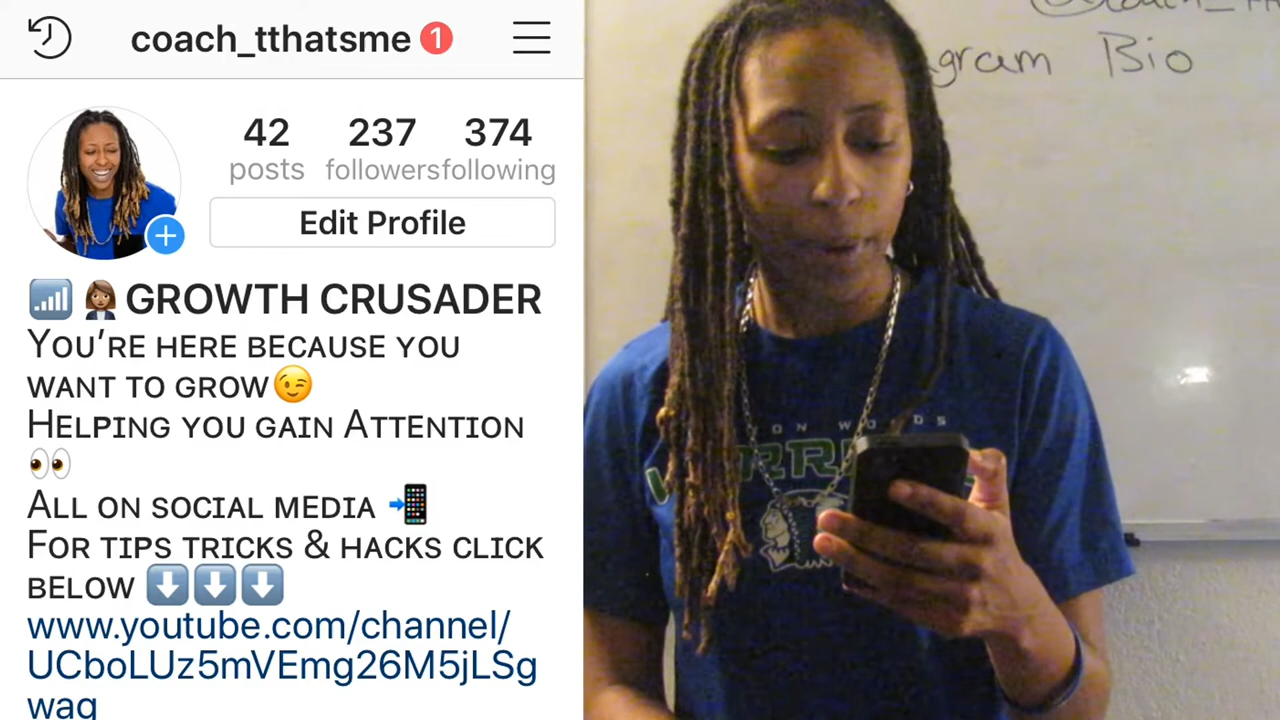 coach_tthatsme 1
42 237 374
posts followers following
Edit Profile
GROWTH CRUSADER
You're here because you
want to grow😉
Helping you gain Attention
👀
All on social media 📲
For tips tricks & hacks click
below ⬇️⬇️⬇️
www.youtube.com/channel/
UCboLUz5mVEmg26M5jLSg
waq
gram Bio